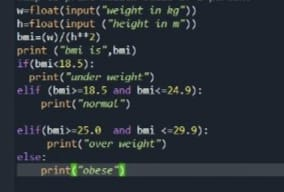 w=float(input("weight in kg"))
h=float(input ("height in m"))
bmi=(w)/(h**2)
print ("bmi is",bmi)
if(bmi<18.5):
print("under weight")
elif (bmi>=18.5 and bmi<=24.9):
print("normal")
elif(bmi>=25.0 and bmi <=29.9):
print("over weight")
else:
print("obese")